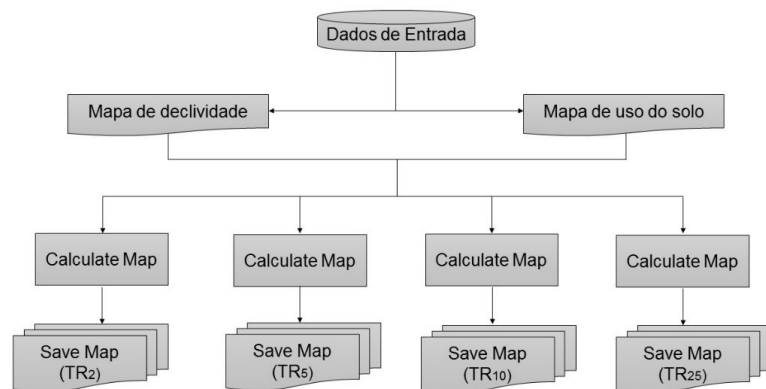 Dados de Entrada
Mapa de declividade
Mapa de uso do solo
Calculate Map
Calculate Map
Calculate Map
Calculate Map
Save Map
(TR2)
Save Map
(TR5)
Save Map
(TR10)
Save Map
(TR25)